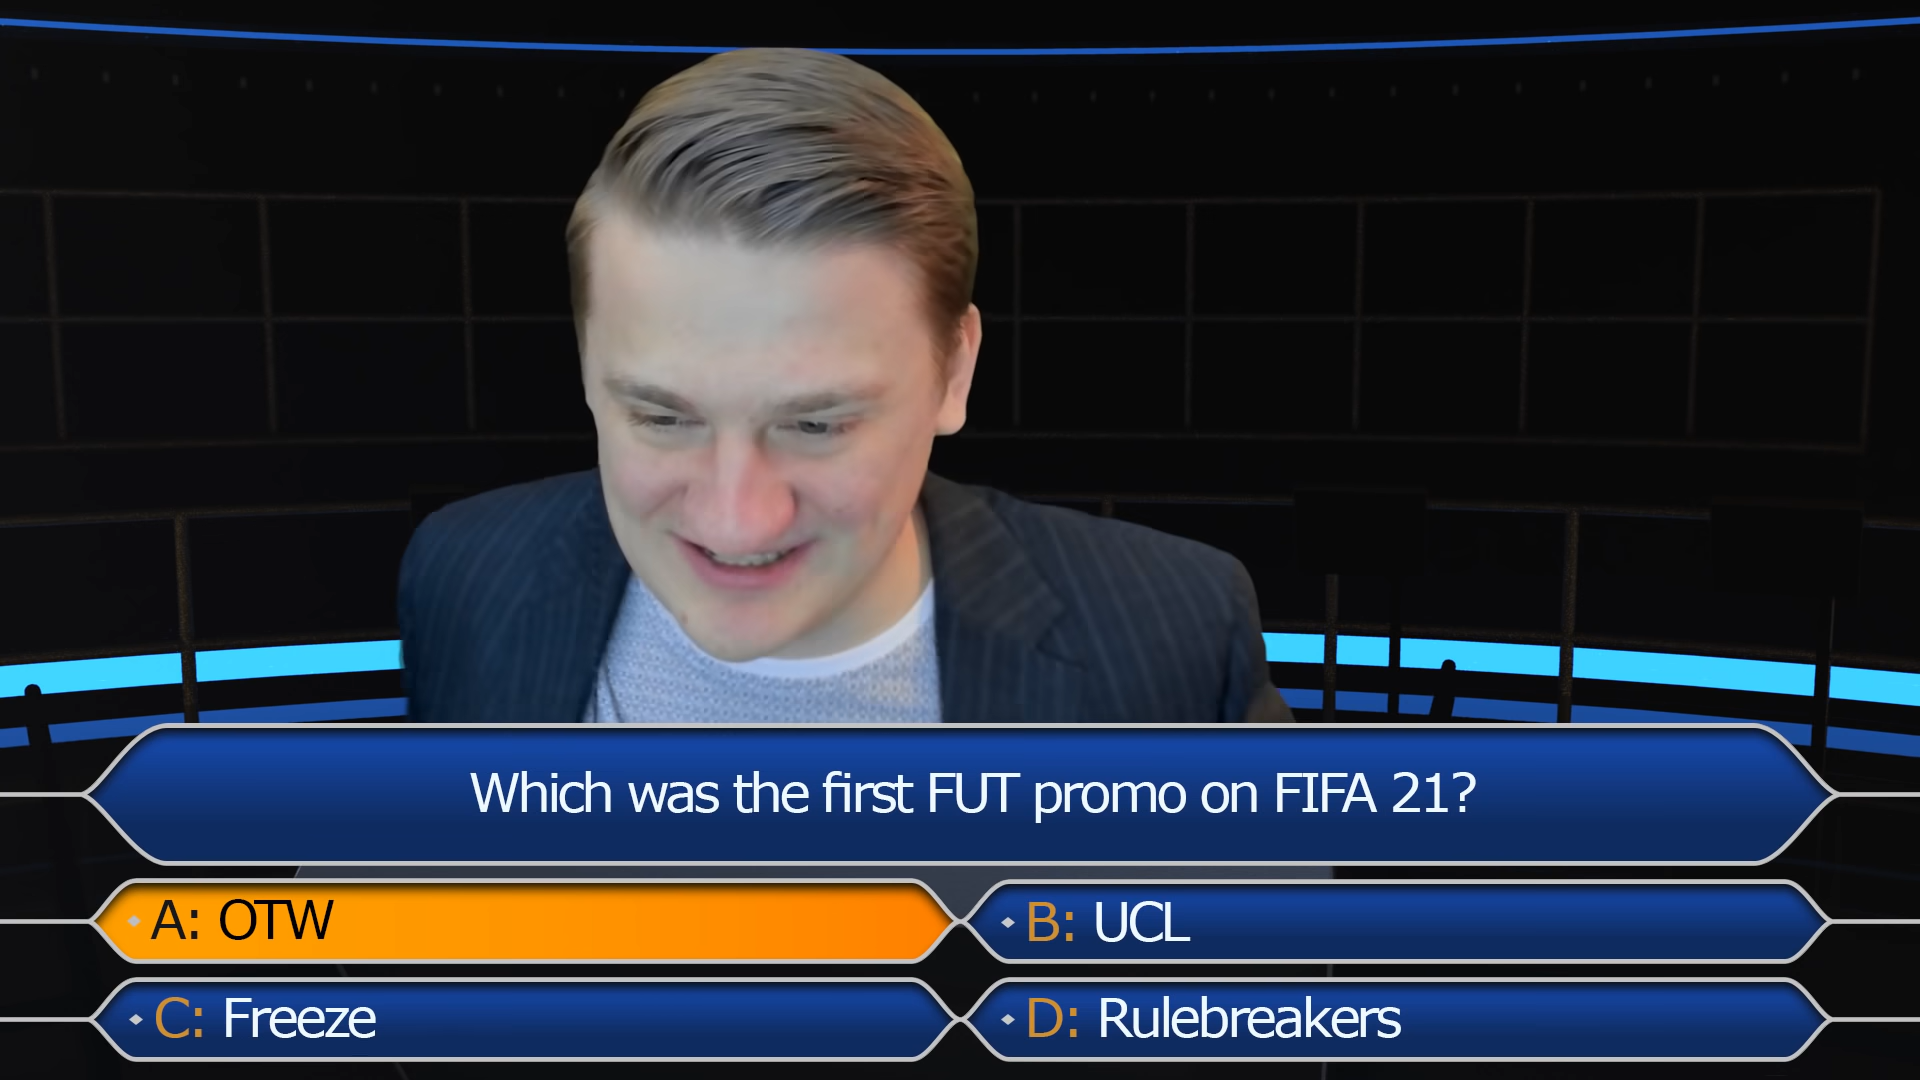 Which was the first FUT promo on FIFA 21?
A: OTW
B: UCL
C: Freeze
D: Rulebreakers